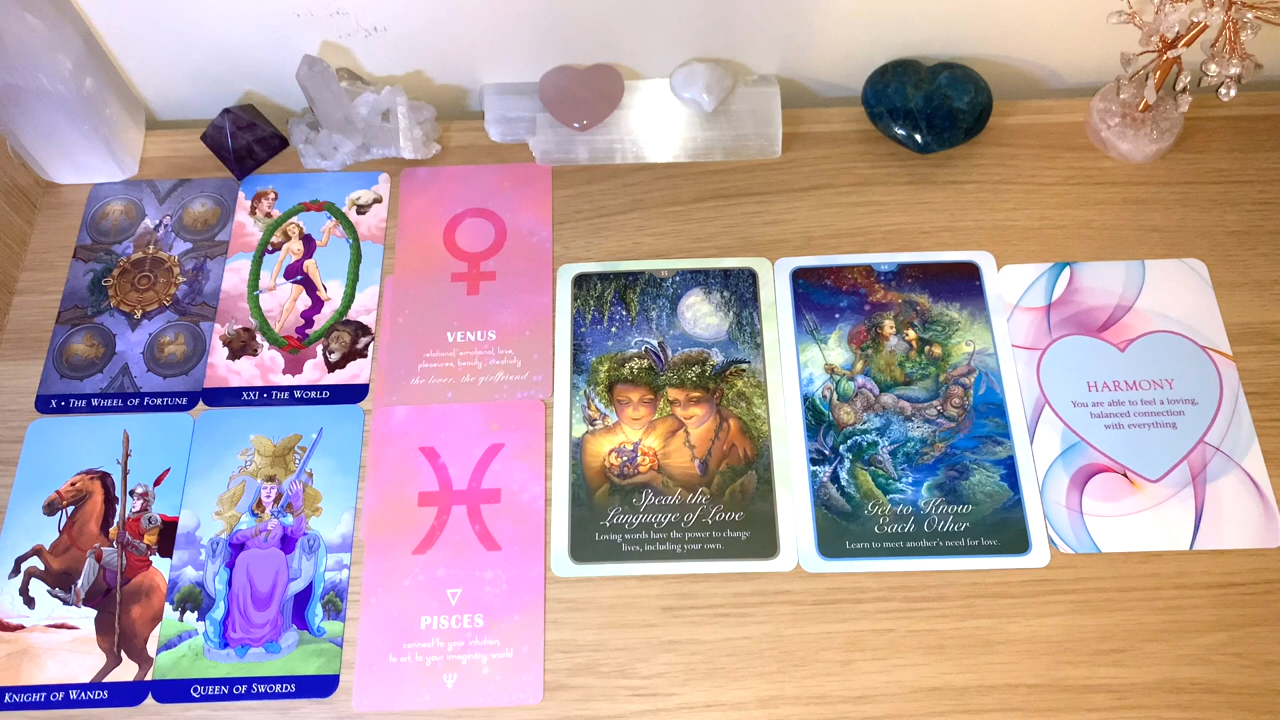 X • THE WHEEL OF FORTUNE
XXI • THE WORLD
KNIGHT OF WANDS
QUEEN OF SWORDS
VENUS
relational, emotional, love,
pleasures, beauty, creativity
- the lover, the girlfriend
PISCES
connect to your intuition,
to art, to your imaginary world
Speak the
Language of Love
Loving words have the power to change
lives, including your own.
44
Get to Know
Each Other
Learn to meet another's need for love.
HARMONY
You are able to feel a loving,
balanced connection
with everything